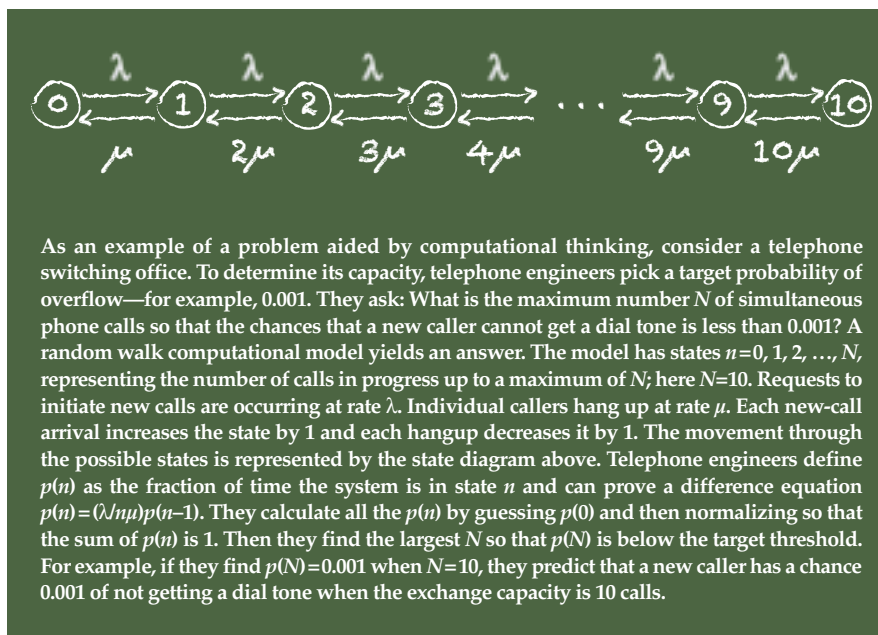 λ λ λ λ λ λ
0 1 2 3 ... 9 10
μ 2μ 3μ 4μ 9μ 10μ
As an example of a problem aided by computational thinking, consider a telephone
switching office. To determine its capacity, telephone engineers pick a target probability of
overflow—for example, 0.001. They ask: What is the maximum number N of simultaneous
phone calls so that the chances that a new caller cannot get a dial tone is less than 0.001? A
random walk computational model yields an answer. The model has states n=0, 1, 2, …, N,
representing the number of calls in progress up to a maximum of N; here N=10. Requests to
initiate new calls are occurring at rate λ. Individual callers hang up at rate μ. Each new-call
arrival increases the state by 1 and each hangup decreases it by 1. The movement through
the possible states is represented by the state diagram above. Telephone engineers define
p(n) as the fraction of time the system is in state n and can prove a difference equation
p(n)=(λ/nμ)p(n–1). They calculate all the p(n) by guessing p(0) and then normalizing so that
the sum of p(n) is 1. Then they find the largest N so that p(N) is below the target threshold.
For example, if they find p(N)=0.001 when N=10, they predict that a new caller has a chance
0.001 of not getting a dial tone when the exchange capacity is 10 calls.